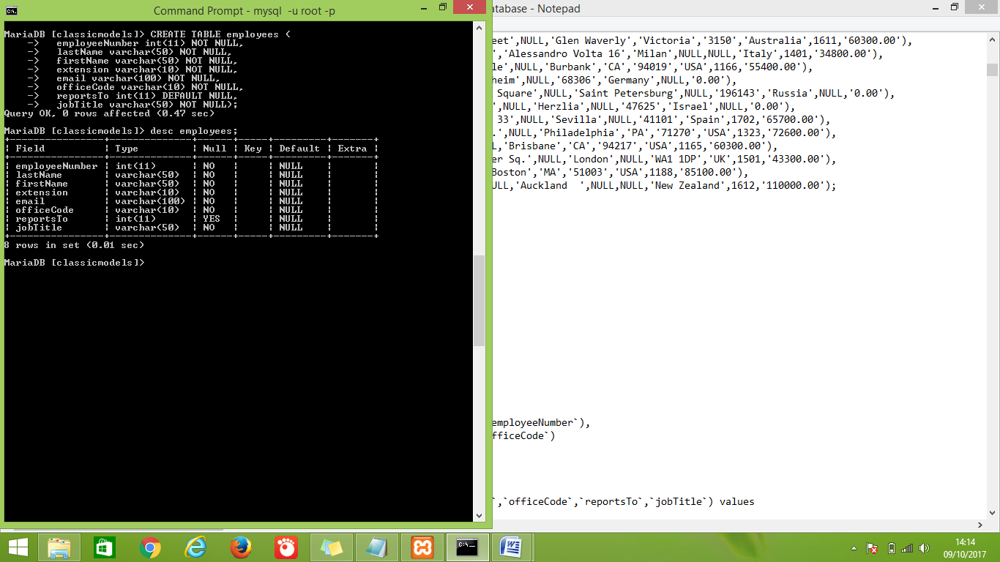 Command Prompt - mysql -u root -p
MariaDB [classicmodels]> CREATE TABLE employees (
-> employeeNumber int(11) NOT NULL,
-> lastName varchar(50) NOT NULL,
-> firstName varchar(50) NOT NULL,
-> extension varchar(10) NOT NULL,
-> email varchar(100) NOT NULL,
-> officeCode varchar(10) NOT NULL,
-> reportsTo int(11) DEFAULT NULL,
-> jobTitle varchar(50) NOT NULL);
Query OK, 0 rows affected (0.47 sec)
MariaDB [classicmodels]> desc employees;
+----------------+--------------+------+-----+---------+-------+
| Field | Type | Null | Key | Default | Extra |
+----------------+--------------+------+-----+---------+-------+
| employeeNumber | int(11) | NO | | NULL | |
| lastName | varchar(50) | NO | | NULL | |
| firstName | varchar(50) | NO | | NULL | |
| extension | varchar(10) | NO | | NULL | |
| email | varchar(100) | NO | | NULL | |
| officeCode | varchar(10) | NO | | NULL | |
| reportsTo | int(11) | YES | | NULL | |
| jobTitle | varchar(50) | NO | | NULL | |
+----------------+--------------+------+-----+---------+-------+
8 rows in set (0.01 sec)
MariaDB [classicmodels]>
atabase - Notepad
eet',NULL,'Glen Waverly','Victoria','3150','Australia',1611,'60300.00'),
','Alessandro Volta 16','Milan',NULL,NULL,'Italy',1401,'34800.00'),
le',NULL,'Burbank','CA','94019','USA',1166,'55400.00'),
heim',NULL,'68306','Germany',NULL,'0.00'),
Square',NULL,'Saint Petersburg',NULL,'196143','Russia',NULL,'0.00'),
',NULL,'Herzlia',NULL,'47625','Israel',NULL,'0.00'),
33',NULL,'Sevilla',NULL,'41101','Spain',1702,'65700.00'),
.',NULL,'Philadelphia','PA','71270','USA',1323,'72600.00'),
L,'Brisbane','CA','94217','USA',1165,'60300.00'),
er Sq.',NULL,'London',NULL,'WA1 1DP','UK',1501,'43300.00'),
Boston','MA','51003','USA',1188,'85100.00'),
ULL,'Auckland  ',NULL,NULL,'New Zealand',1612,'110000.00');
employeeNumber`),
fficeCode`)
`,`officeCode`,`reportsTo`,`jobTitle`) values
C:\_
14:14
09/10/2017